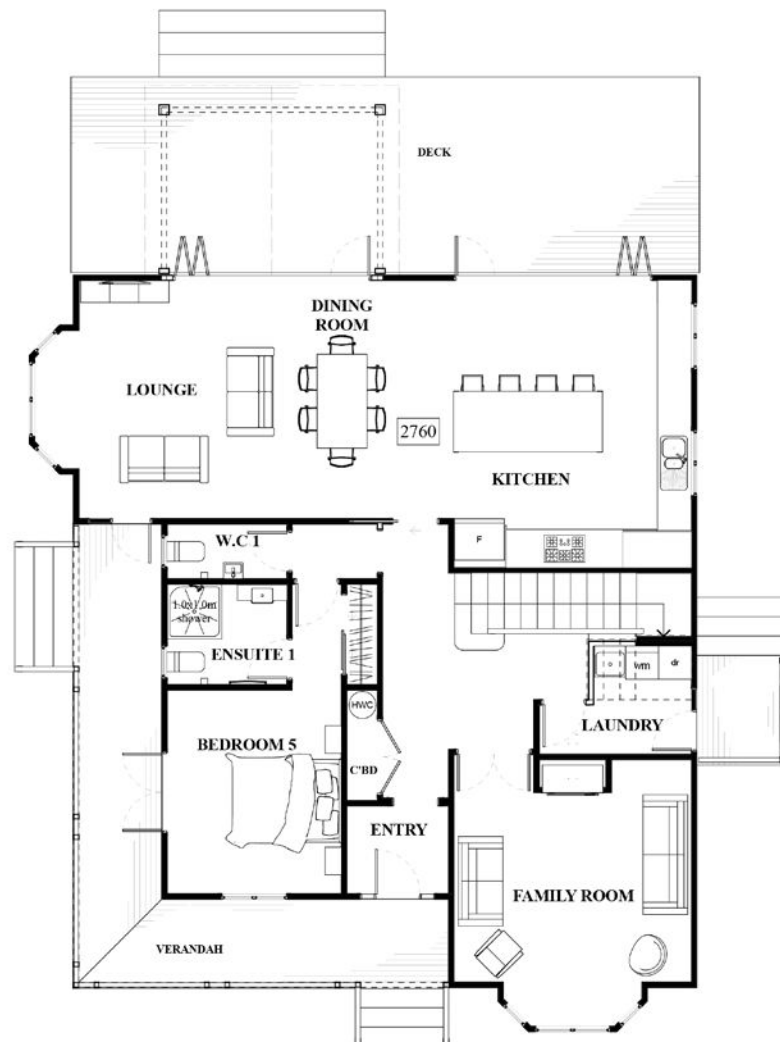 DECK
DINING
ROOM
LOUNGE
2760
KITCHEN
W.C 1
F
1.0x1.0m
shower
ENSUITE 1
wm
dr
LAUNDRY
HWC
BEDROOM 5
C'BD
ENTRY
FAMILY ROOM
VERANDAH